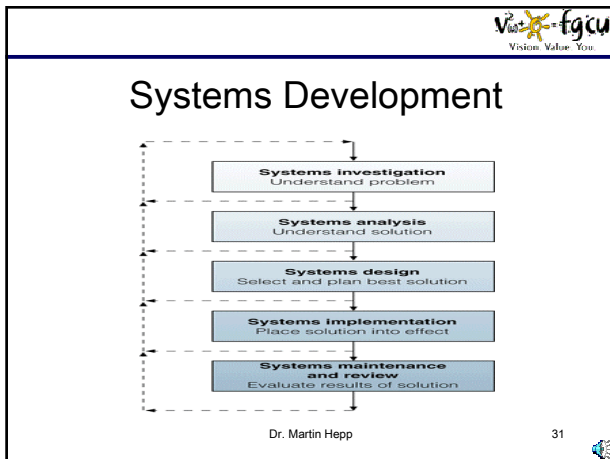 fgcu
Vision Value You
Systems Development
Systems investigation
Understand problem
Systems analysis
Understand solution
Systems design
Select and plan best solution
Systems implementation
Place solution into effect
Systems maintenance
and review
Evaluate results of solution
Dr. Martin Hepp
31